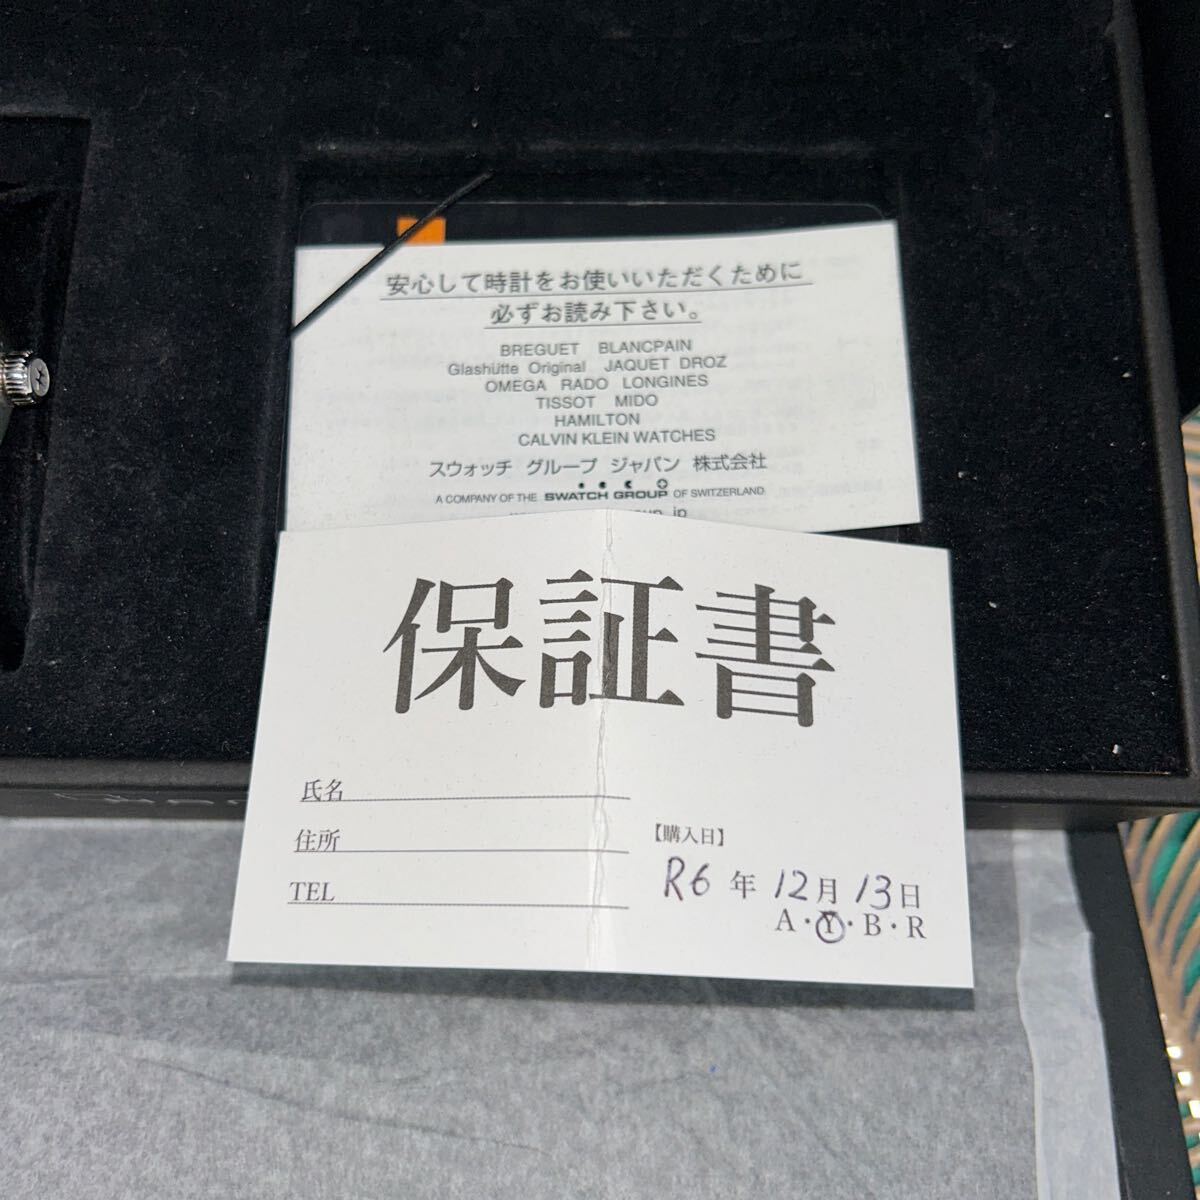 安心して時計をお使いいただくために
必ずお読み下さい。
BREGUET BLANCPAIN
Glashütte Original JAQUET DROZ
OMEGA RADO LONGINES
TISSOT MIDO
HAMILTON
CALVIN KLEIN WATCHES
スウォッチ グループ ジャパン 株式会社
A COMPANY OF THE SWATCH GROUP OF SWITZERLAND
保証書
氏名
住所
TEL
【購入日】
R6年 12月 13日
A・Y・B・R